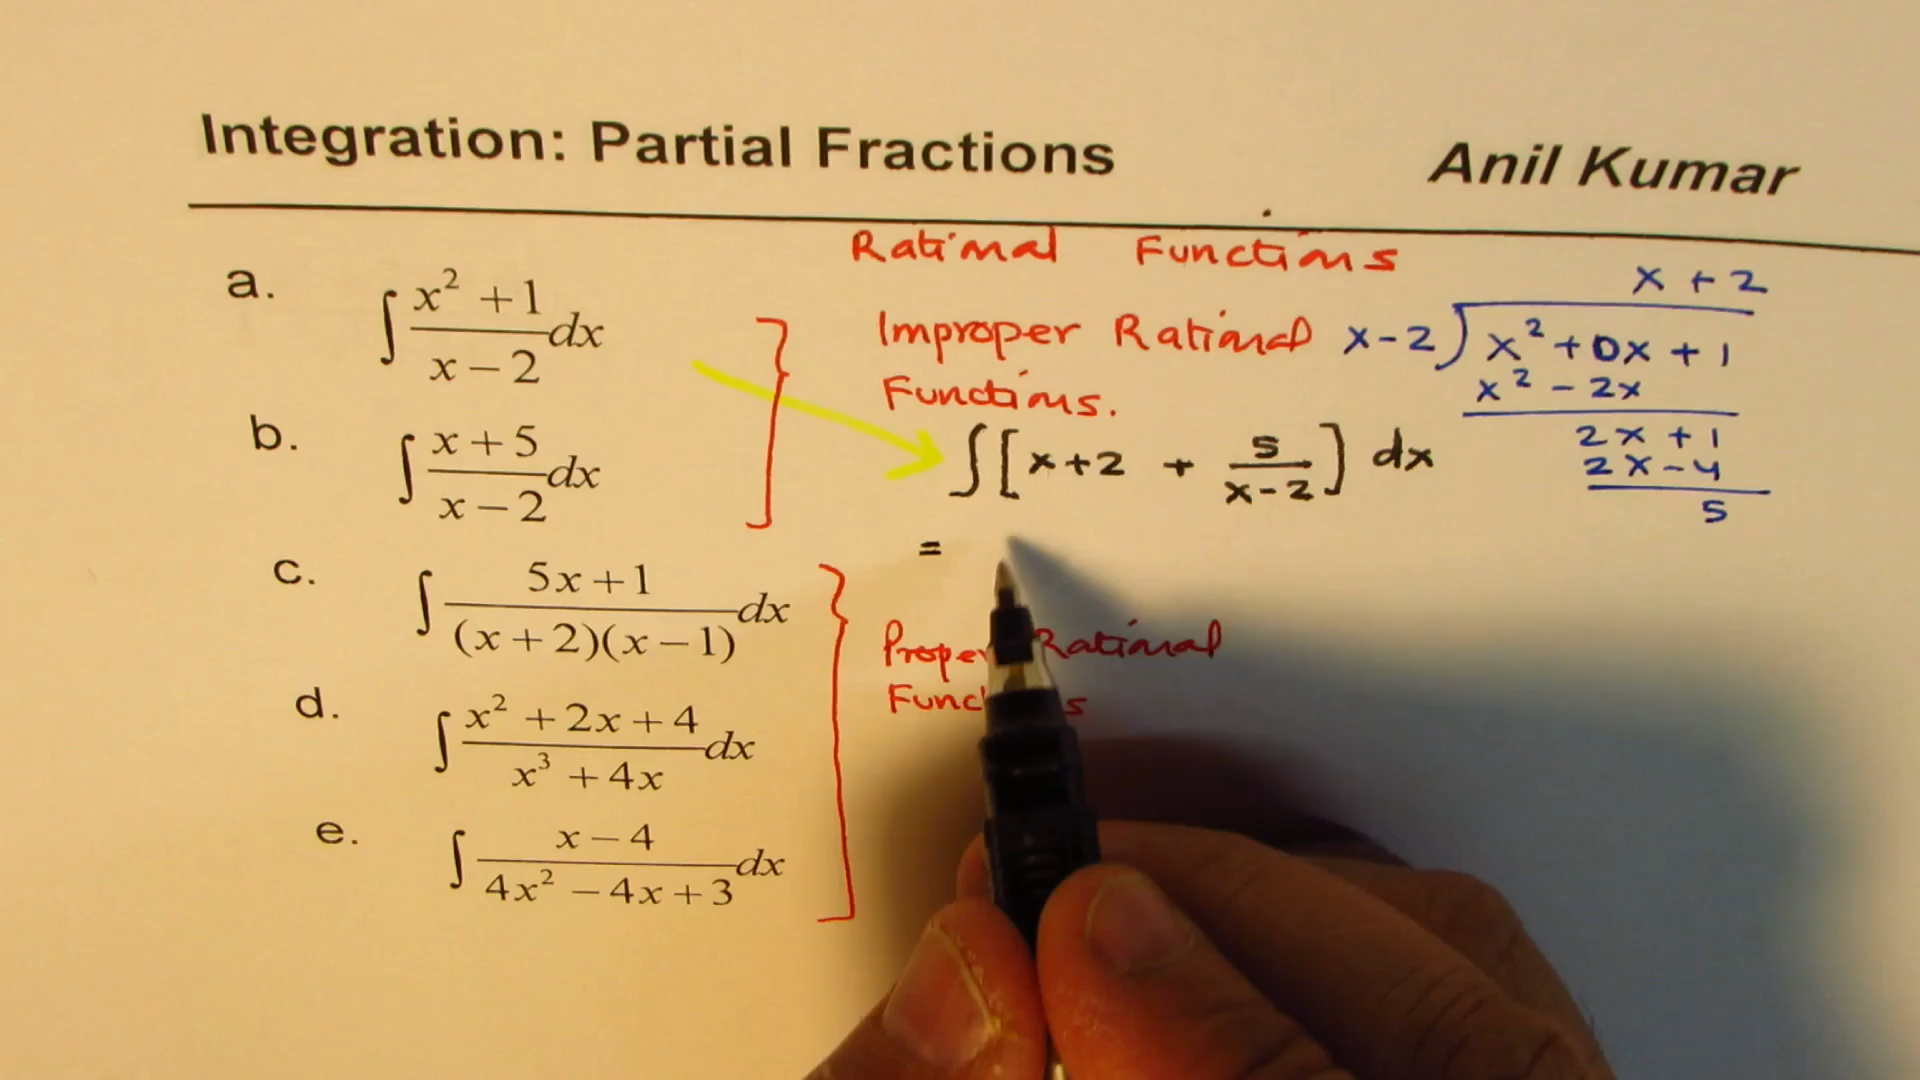 Integration: Partial Fractions Anil Kumar
Rational Functions
a. ∫ (x² + 1)/(x − 2) dx
Improper Rational
Functions.
x + 2
x-2 ) x² + 0x + 1
x² - 2x
2x + 1
2x - 4
5
b. ∫ (x + 5)/(x − 2) dx
∫ [ x+2 + 5/(x-2) ] dx
=
c. ∫ (5x + 1)/((x + 2)(x − 1)) dx
Rational
d. ∫ (x² + 2x + 4)/(x³ + 4x) dx
e. ∫ (x − 4)/(4x² − 4x + 3) dx